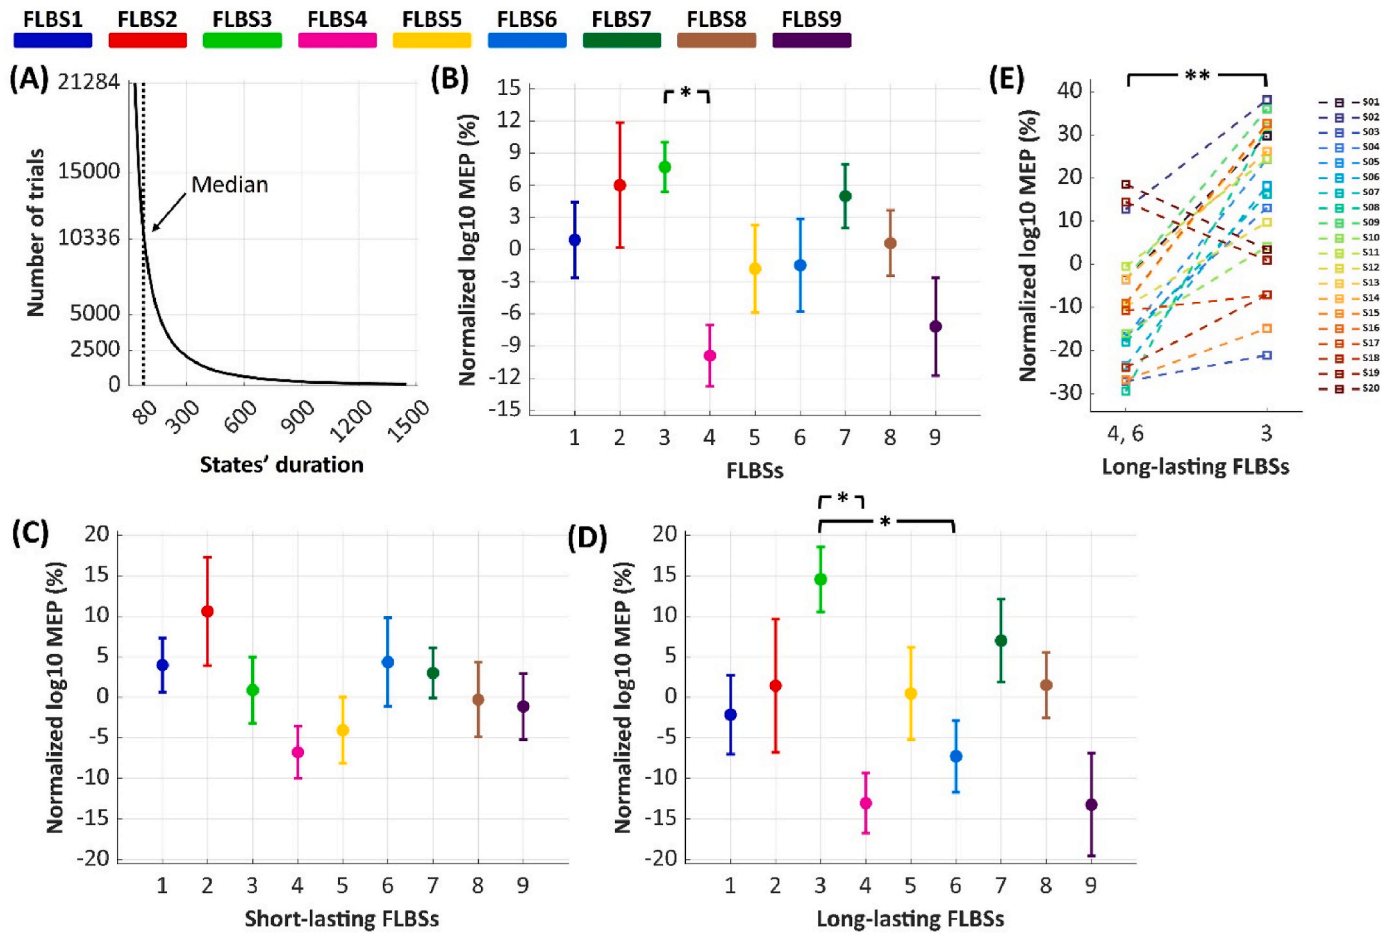 FLBS1 FLBS2 FLBS3 FLBS4 FLBS5 FLBS6 FLBS7 FLBS8 FLBS9
(A)
21284
15000
10336
5000
2500
0
Number of trials
Median
80 300 600 900 1200 1500
States' duration
(B)
15
12
9
6
3
0
-3
-6
-9
-12
-15
Normalized log10 MEP (%)
*
1 2 3 4 5 6 7 8 9
FLBSs
(E)
40
30
20
10
0
-10
-20
-30
Normalized log10 MEP (%)
**
4, 6 3
Long-lasting FLBSs
S01
S02
S03
S04
S05
S06
S07
S08
S09
S10
S11
S12
S13
S14
S15
S16
S17
S18
S19
S20
(C)
20
15
10
5
0
-5
-10
-15
-20
Normalized log10 MEP (%)
1 2 3 4 5 6 7 8 9
Short-lasting FLBSs
(D)
20
15
10
5
0
-5
-10
-15
-20
Normalized log10 MEP (%)
*
*
1 2 3 4 5 6 7 8 9
Long-lasting FLBSs